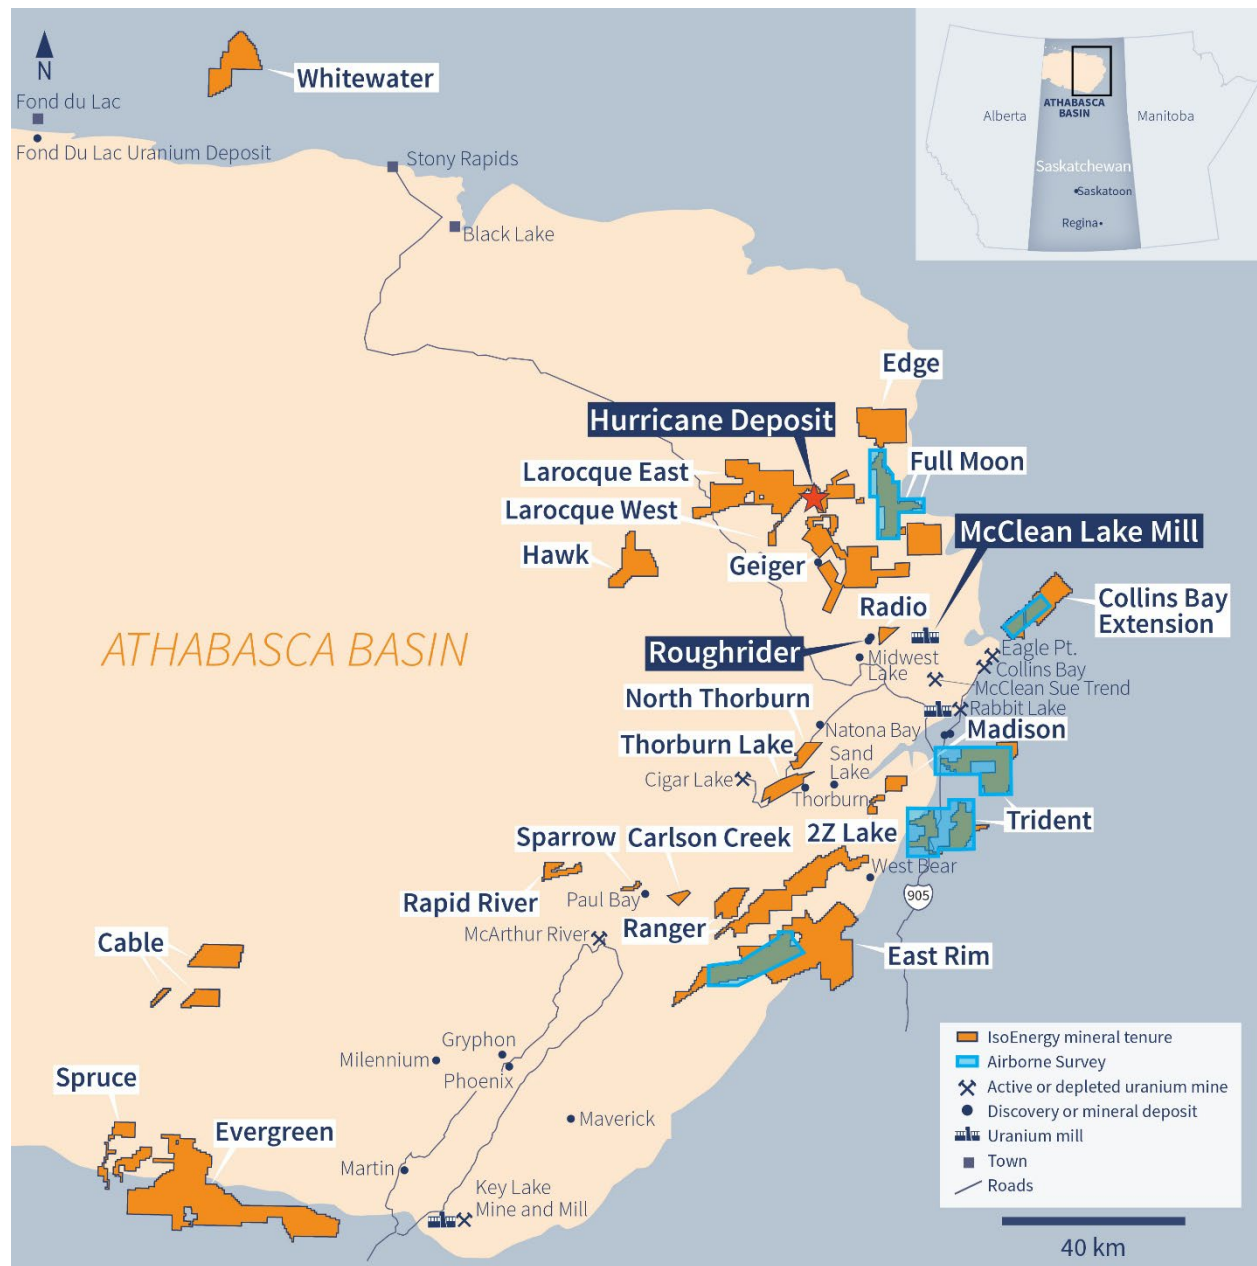 N
Whitewater
Fond du Lac
Fond Du Lac Uranium Deposit
Stony Rapids
Black Lake
Alberta
ATHABASCA
BASIN
Manitoba
Saskatchewan
Saskatoon
Regina
Edge
Hurricane Deposit
Larocque East
Full Moon
Larocque West
McClean Lake Mill
Hawk
Geiger
Radio
Collins Bay
Extension
ATHABASCA BASIN
Roughrider
Midwest
Lake
Eagle Pt.
Collins Bay
McClean Sue Trend
Rabbit Lake
North Thorburn
Natona Bay
Madison
Thorburn Lake
Sand
Lake
Cigar Lake
Thorburn
Trident
Sparrow
Carlson Creek
2Z Lake
West Bear
Rapid River
Paul Bay
905
McArthur River
Ranger
East Rim
Cable
Gryphon
Milennium
Phoenix
Maverick
Spruce
Evergreen
Martin
Key Lake
Mine and Mill
IsoEnergy mineral tenure
Airborne Survey
Active or depleted uranium mine
Discovery or mineral deposit
Uranium mill
Town
Roads
40 km